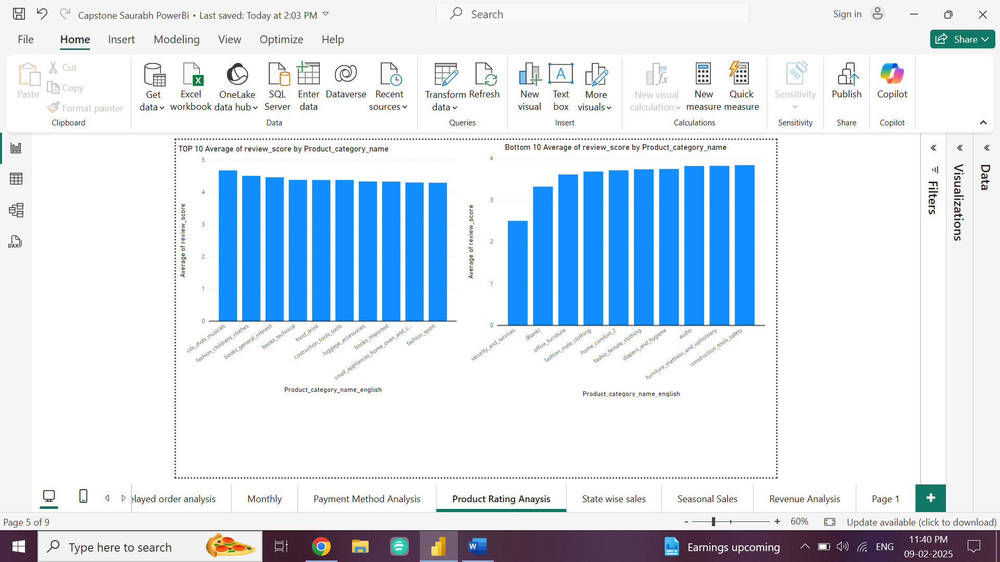 Capstone Saurabh PowerBi • Last saved: Today at 2:03 PM
Search
Sign in
File Home Insert Modeling View Optimize Help
Share
Paste
Cut
Copy
Format painter
Clipboard
Get data
Excel workbook
OneLake data hub
SQL Server
Enter data
Dataverse
Recent sources
Data
Transform data
Refresh
Queries
New visual
Text box
More visuals
Insert
New visual calculation
New measure
Quick measure
Calculations
Sensitivity
Sensitivity
Publish
Share
Copilot
Copilot
DAX
TOP 10 Average of review_score by Product_category_name
Average of review_score
5
4
3
2
1
0
cds_dvds_musicals
fashion_childrens_clothes
books_general_interest
books_technical
food_drink
costruction_tools_tools
luggage_accessories
books_imported
small_appliances_home_oven_and_c...
fashion_sport
Product_category_name_english
Bottom 10 Average of review_score by Product_category_name
Average of review_score
4
3
2
1
0
security_and_services
(Blank)
office_furniture
fashion_male_clothing
home_comfort_2
fashio_female_clothing
diapers_and_hygiene
audio
furniture_mattress_and_upholstery
construction_tools_safety
Product_category_name_english
Filters
Visualizations
Data
elayed order analysis
Monthly
Payment Method Analysis
Product Rating Anaysis
State wise sales
Seasonal Sales
Revenue Analysis
Page 1
Page 5 of 9
60%
Update available (click to download)
Type here to search
Earnings upcoming
ENG
11:40 PM
09-02-2025